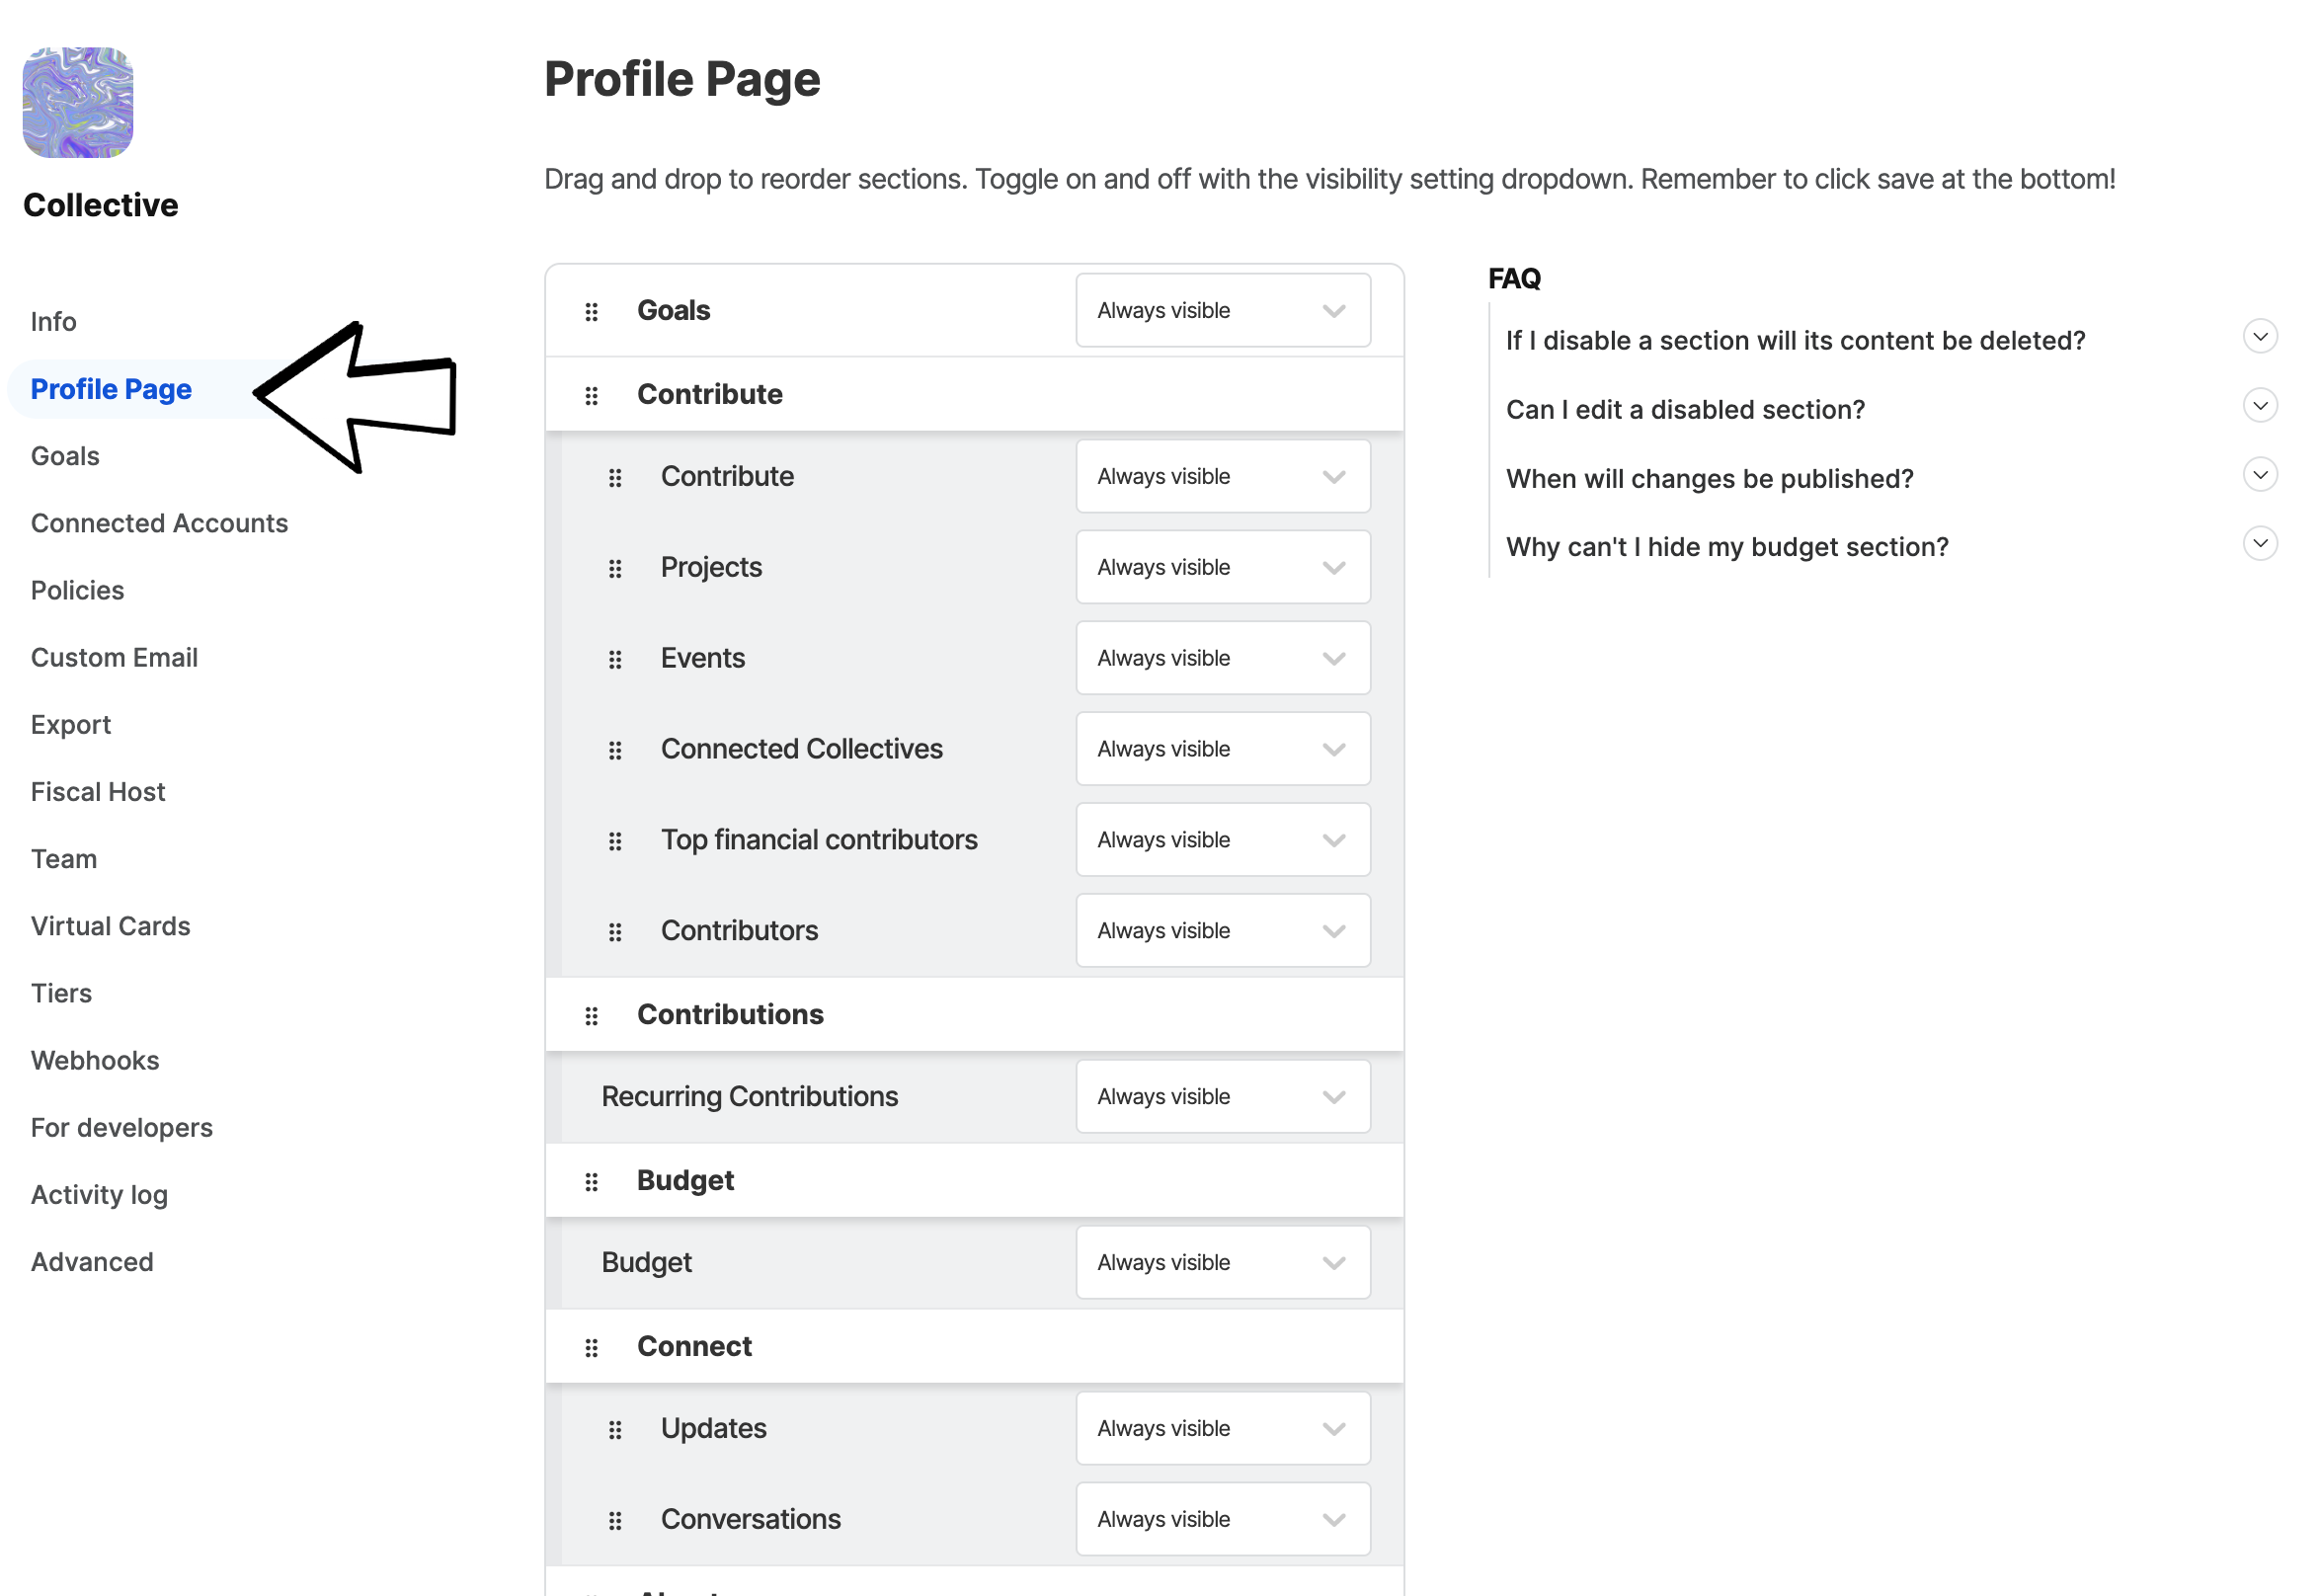 Collective
Info
Profile Page
Goals
Connected Accounts
Policies
Custom Email
Export
Fiscal Host
Team
Virtual Cards
Tiers
Webhooks
For developers
Activity log
Advanced
Profile Page
Drag and drop to reorder sections. Toggle on and off with the visibility setting dropdown. Remember to click save at the bottom!
Goals Always visible
Contribute
Contribute Always visible
Projects Always visible
Events Always visible
Connected Collectives Always visible
Top financial contributors Always visible
Contributors Always visible
Contributions
Recurring Contributions Always visible
Budget
Budget Always visible
Connect
Updates Always visible
Conversations Always visible
FAQ
If I disable a section will its content be deleted?
Can I edit a disabled section?
When will changes be published?
Why can't I hide my budget section?